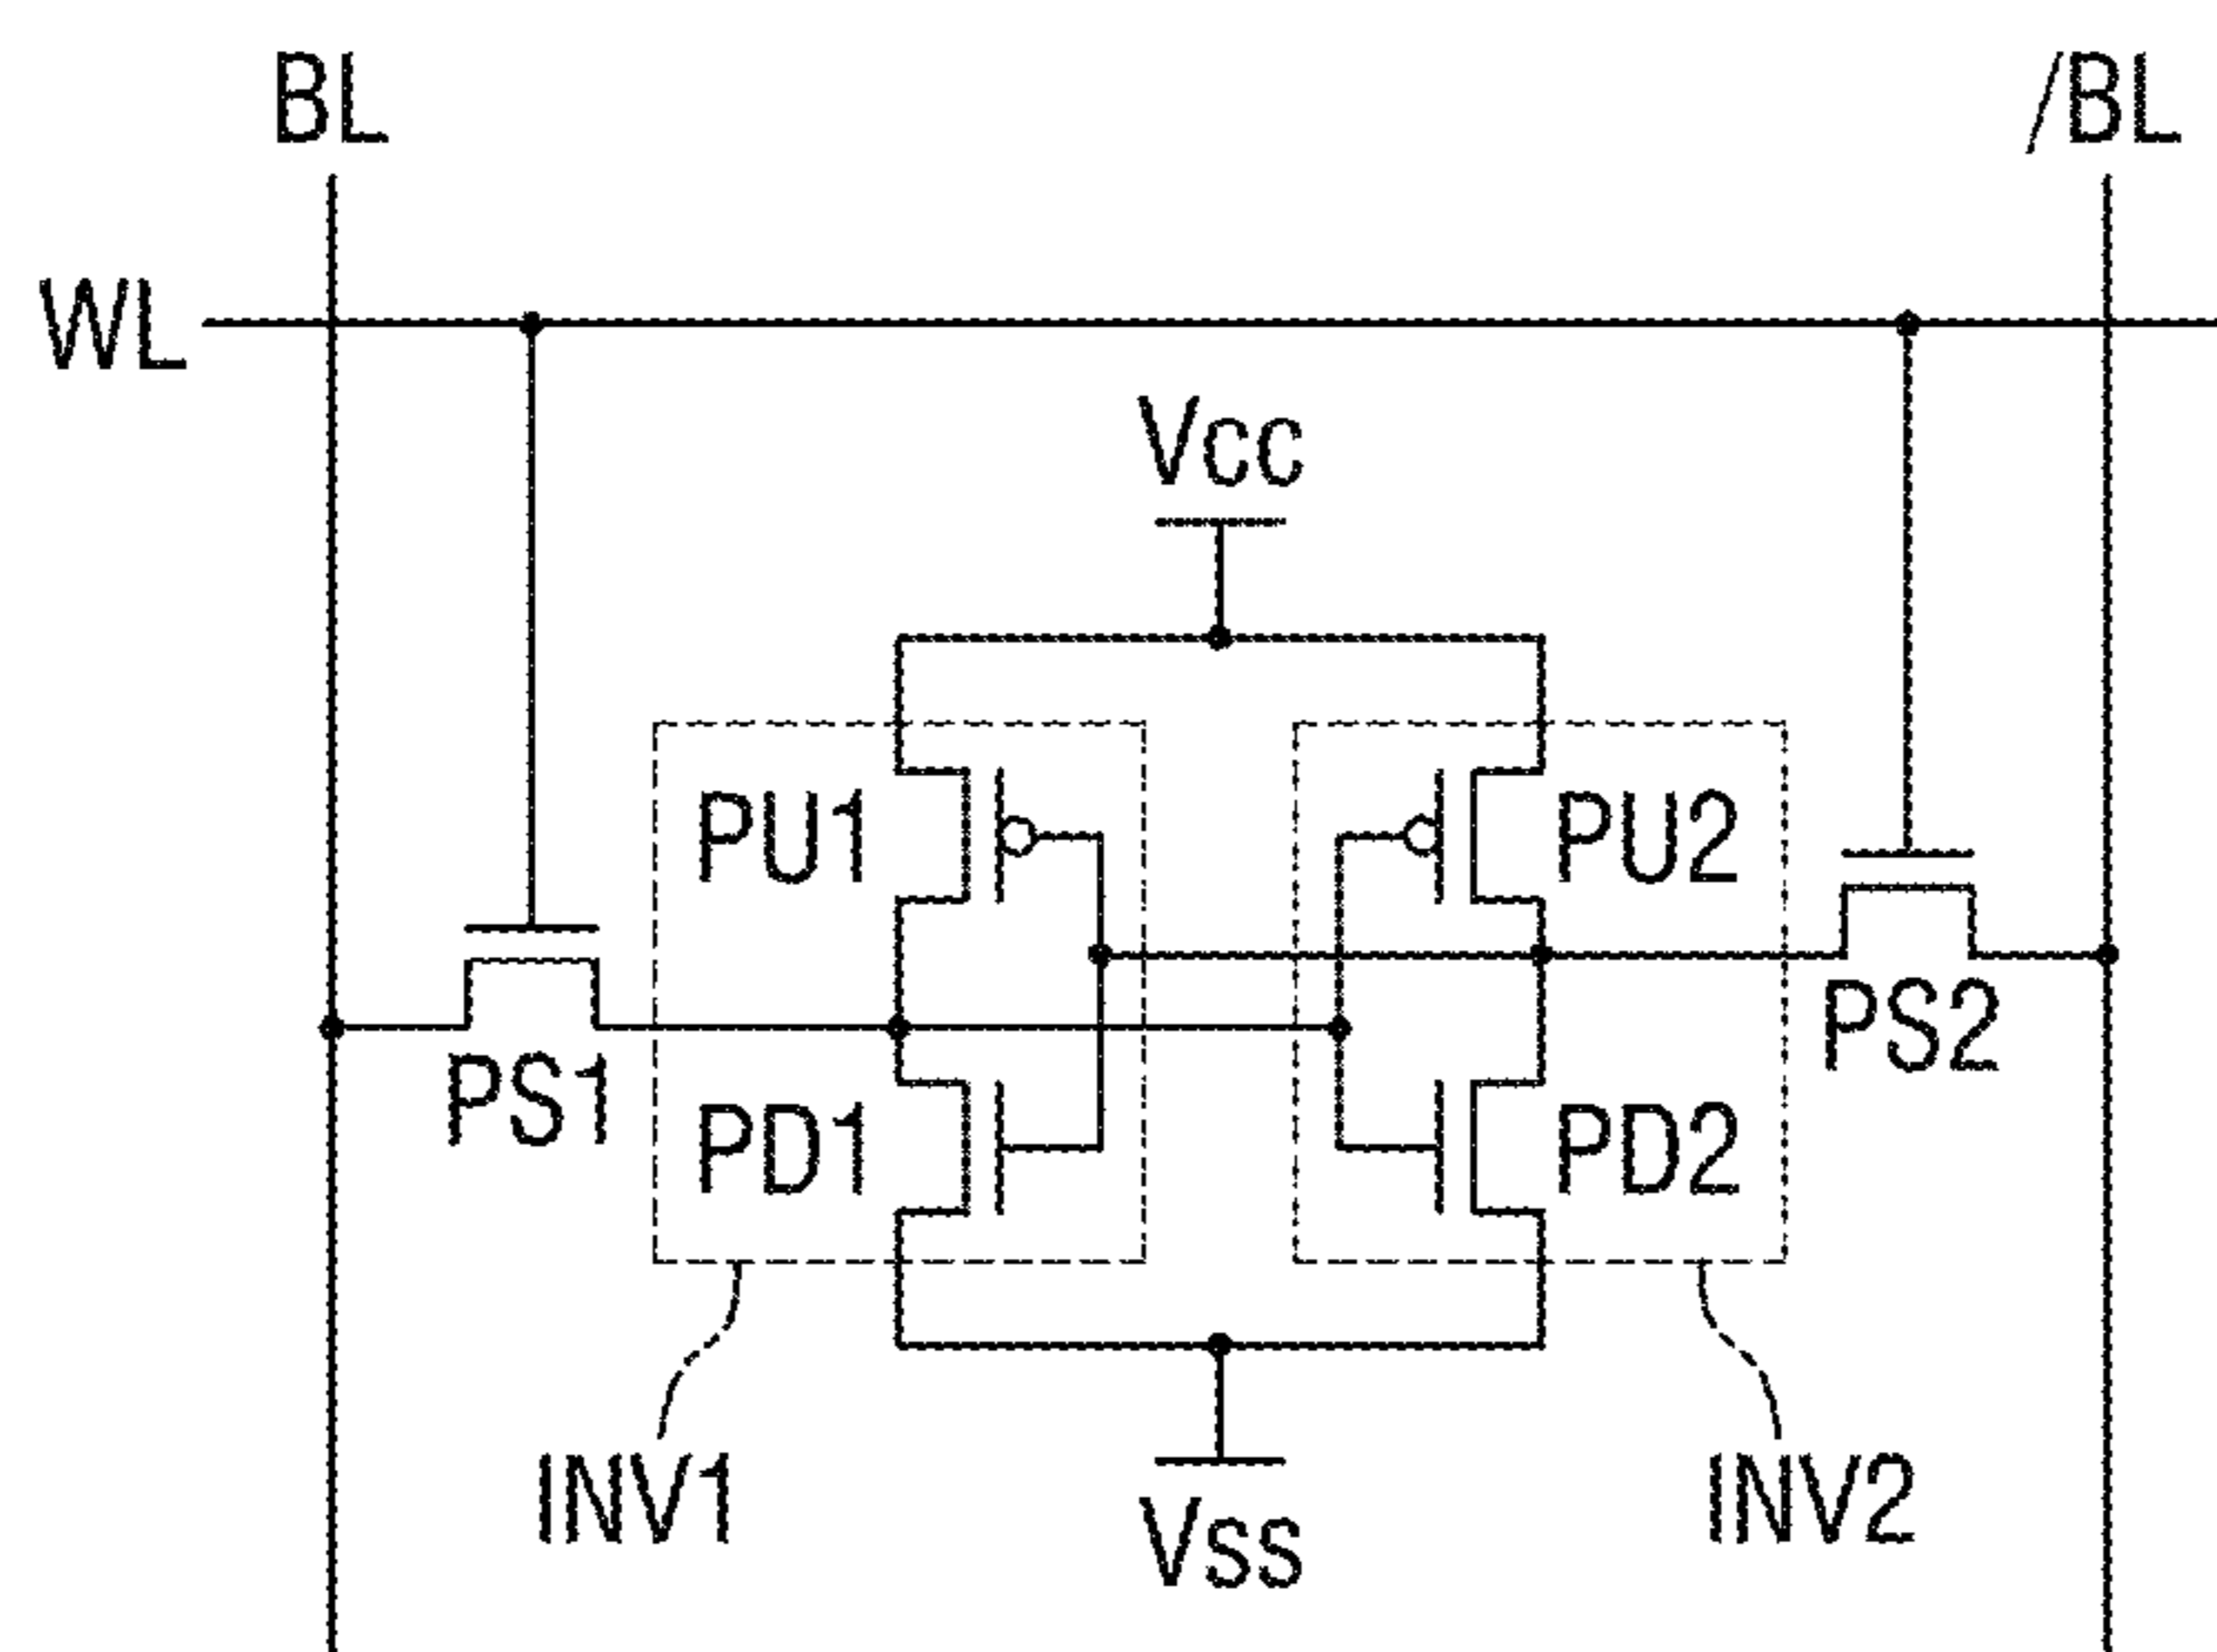 BL
/BL
WL
Vcc
PU1
PU2
PS1
PS2
PD1
PD2
INV1
INV2
Vss